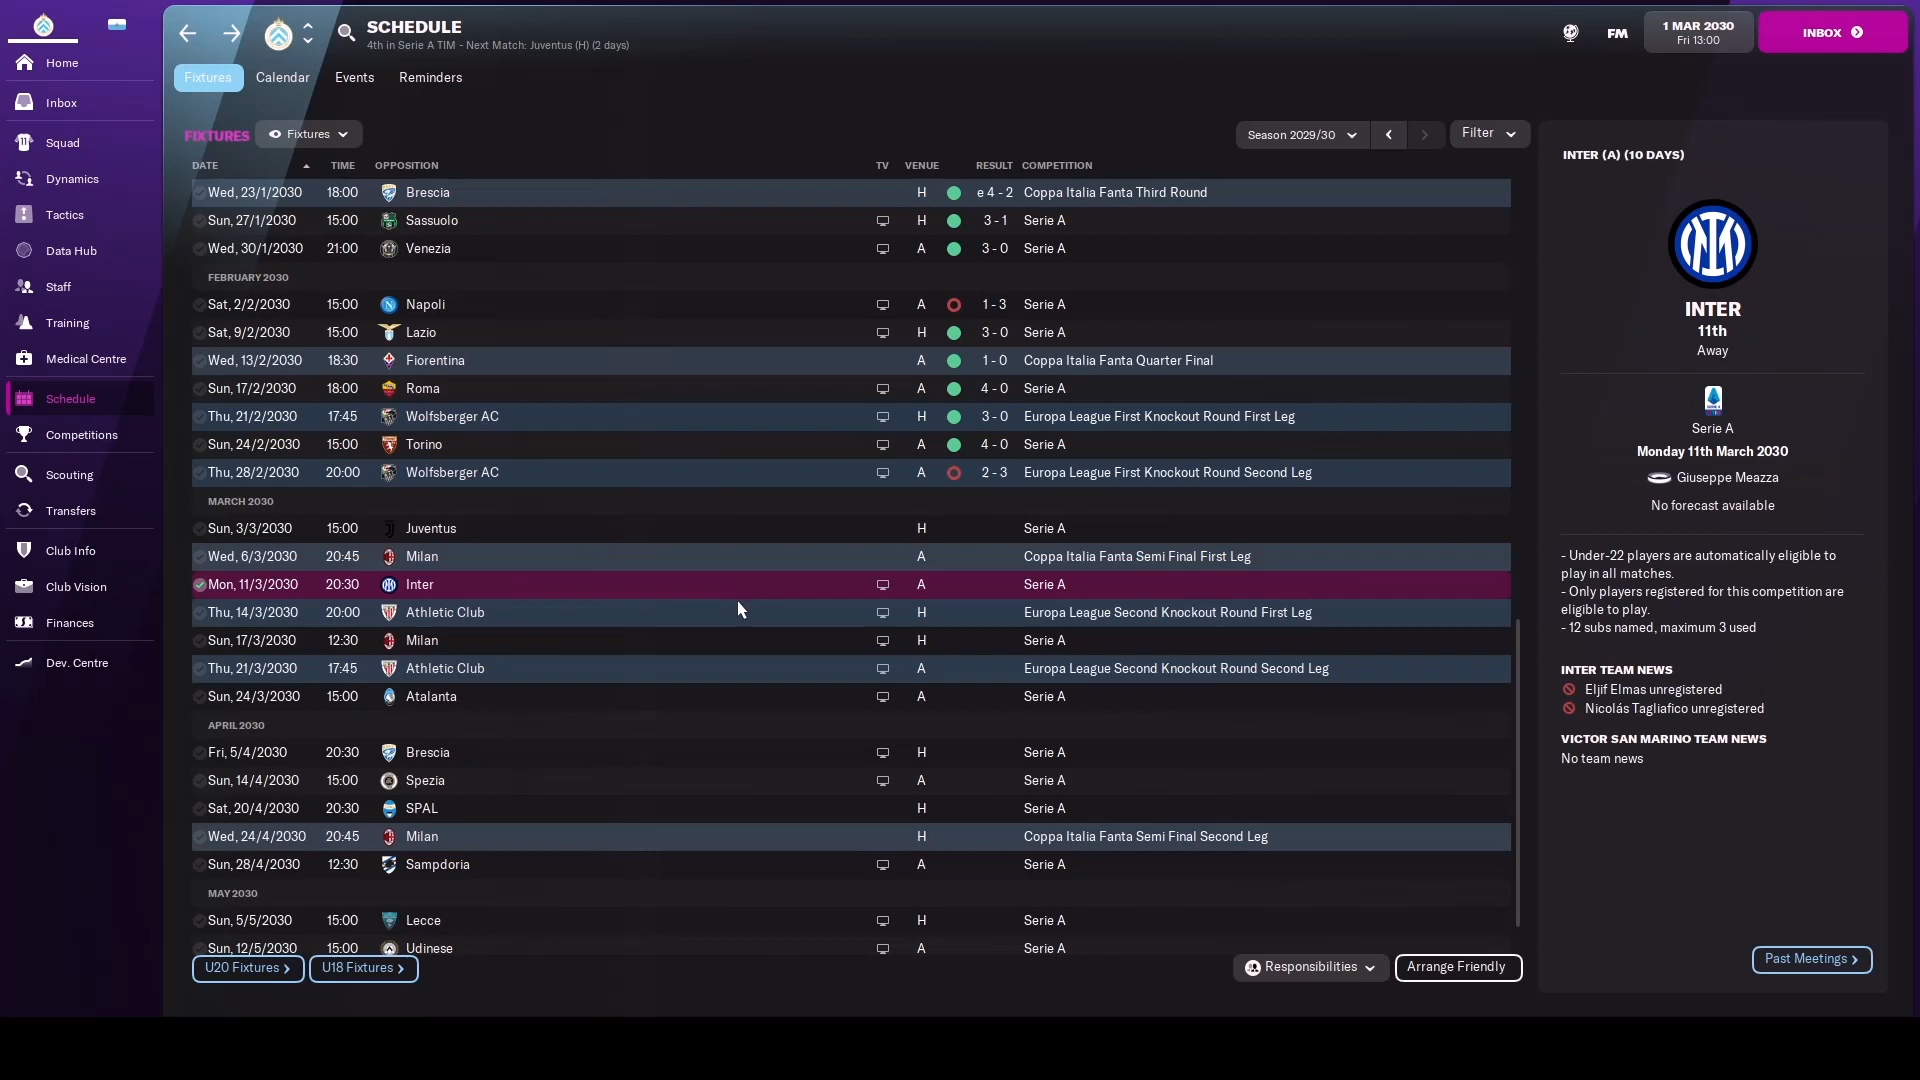 Home
Inbox
Squad
Dynamics
Tactics
Data Hub
Staff
Training
Medical Centre
Schedule
Competitions
Scouting
Transfers
Club Info
Club Vision
Finances
Dev. Centre
SCHEDULE
4th in Serie A TIM - Next Match: Juventus (H) (2 days)
FM
1 MAR 2030
Fri 13:00
INBOX
Fixtures Calendar Events Reminders
FIXTURES Fixtures Season 2029/30 Filter
DATE TIME OPPOSITION TV VENUE RESULT COMPETITION
Wed, 23/1/2030 18:00 Brescia H e 4 - 2 Coppa Italia Fanta Third Round
Sun, 27/1/2030 15:00 Sassuolo H 3 - 1 Serie A
Wed, 30/1/2030 21:00 Venezia A 3 - 0 Serie A
FEBRUARY 2030
Sat, 2/2/2030 15:00 Napoli A 1 - 3 Serie A
Sat, 9/2/2030 15:00 Lazio H 3 - 0 Serie A
Wed, 13/2/2030 18:30 Fiorentina A 1 - 0 Coppa Italia Fanta Quarter Final
Sun, 17/2/2030 18:00 Roma A 4 - 0 Serie A
Thu, 21/2/2030 17:45 Wolfsberger AC H 3 - 0 Europa League First Knockout Round First Leg
Sun, 24/2/2030 15:00 Torino A 4 - 0 Serie A
Thu, 28/2/2030 20:00 Wolfsberger AC A 2 - 3 Europa League First Knockout Round Second Leg
MARCH 2030
Sun, 3/3/2030 15:00 Juventus H Serie A
Wed, 6/3/2030 20:45 Milan A Coppa Italia Fanta Semi Final First Leg
Mon, 11/3/2030 20:30 Inter A Serie A
Thu, 14/3/2030 20:00 Athletic Club H Europa League Second Knockout Round First Leg
Sun, 17/3/2030 12:30 Milan H Serie A
Thu, 21/3/2030 17:45 Athletic Club A Europa League Second Knockout Round Second Leg
Sun, 24/3/2030 15:00 Atalanta A Serie A
APRIL 2030
Fri, 5/4/2030 20:30 Brescia H Serie A
Sun, 14/4/2030 15:00 Spezia A Serie A
Sat, 20/4/2030 20:30 SPAL H Serie A
Wed, 24/4/2030 20:45 Milan H Coppa Italia Fanta Semi Final Second Leg
Sun, 28/4/2030 12:30 Sampdoria A Serie A
MAY 2030
Sun, 5/5/2030 15:00 Lecce H Serie A
Sun, 12/5/2030 15:00 Udinese A Serie A
U20 Fixtures U18 Fixtures Responsibilities Arrange Friendly
INTER (A) (10 DAYS)
INTER
11th
Away
Serie A
Monday 11th March 2030
Giuseppe Meazza
No forecast available
- Under-22 players are automatically eligible to
play in all matches.
- Only players registered for this competition are
eligible to play.
- 12 subs named, maximum 3 used
INTER TEAM NEWS
Eljif Elmas unregistered
Nicolás Tagliafico unregistered
VICTOR SAN MARINO TEAM NEWS
No team news
Past Meetings